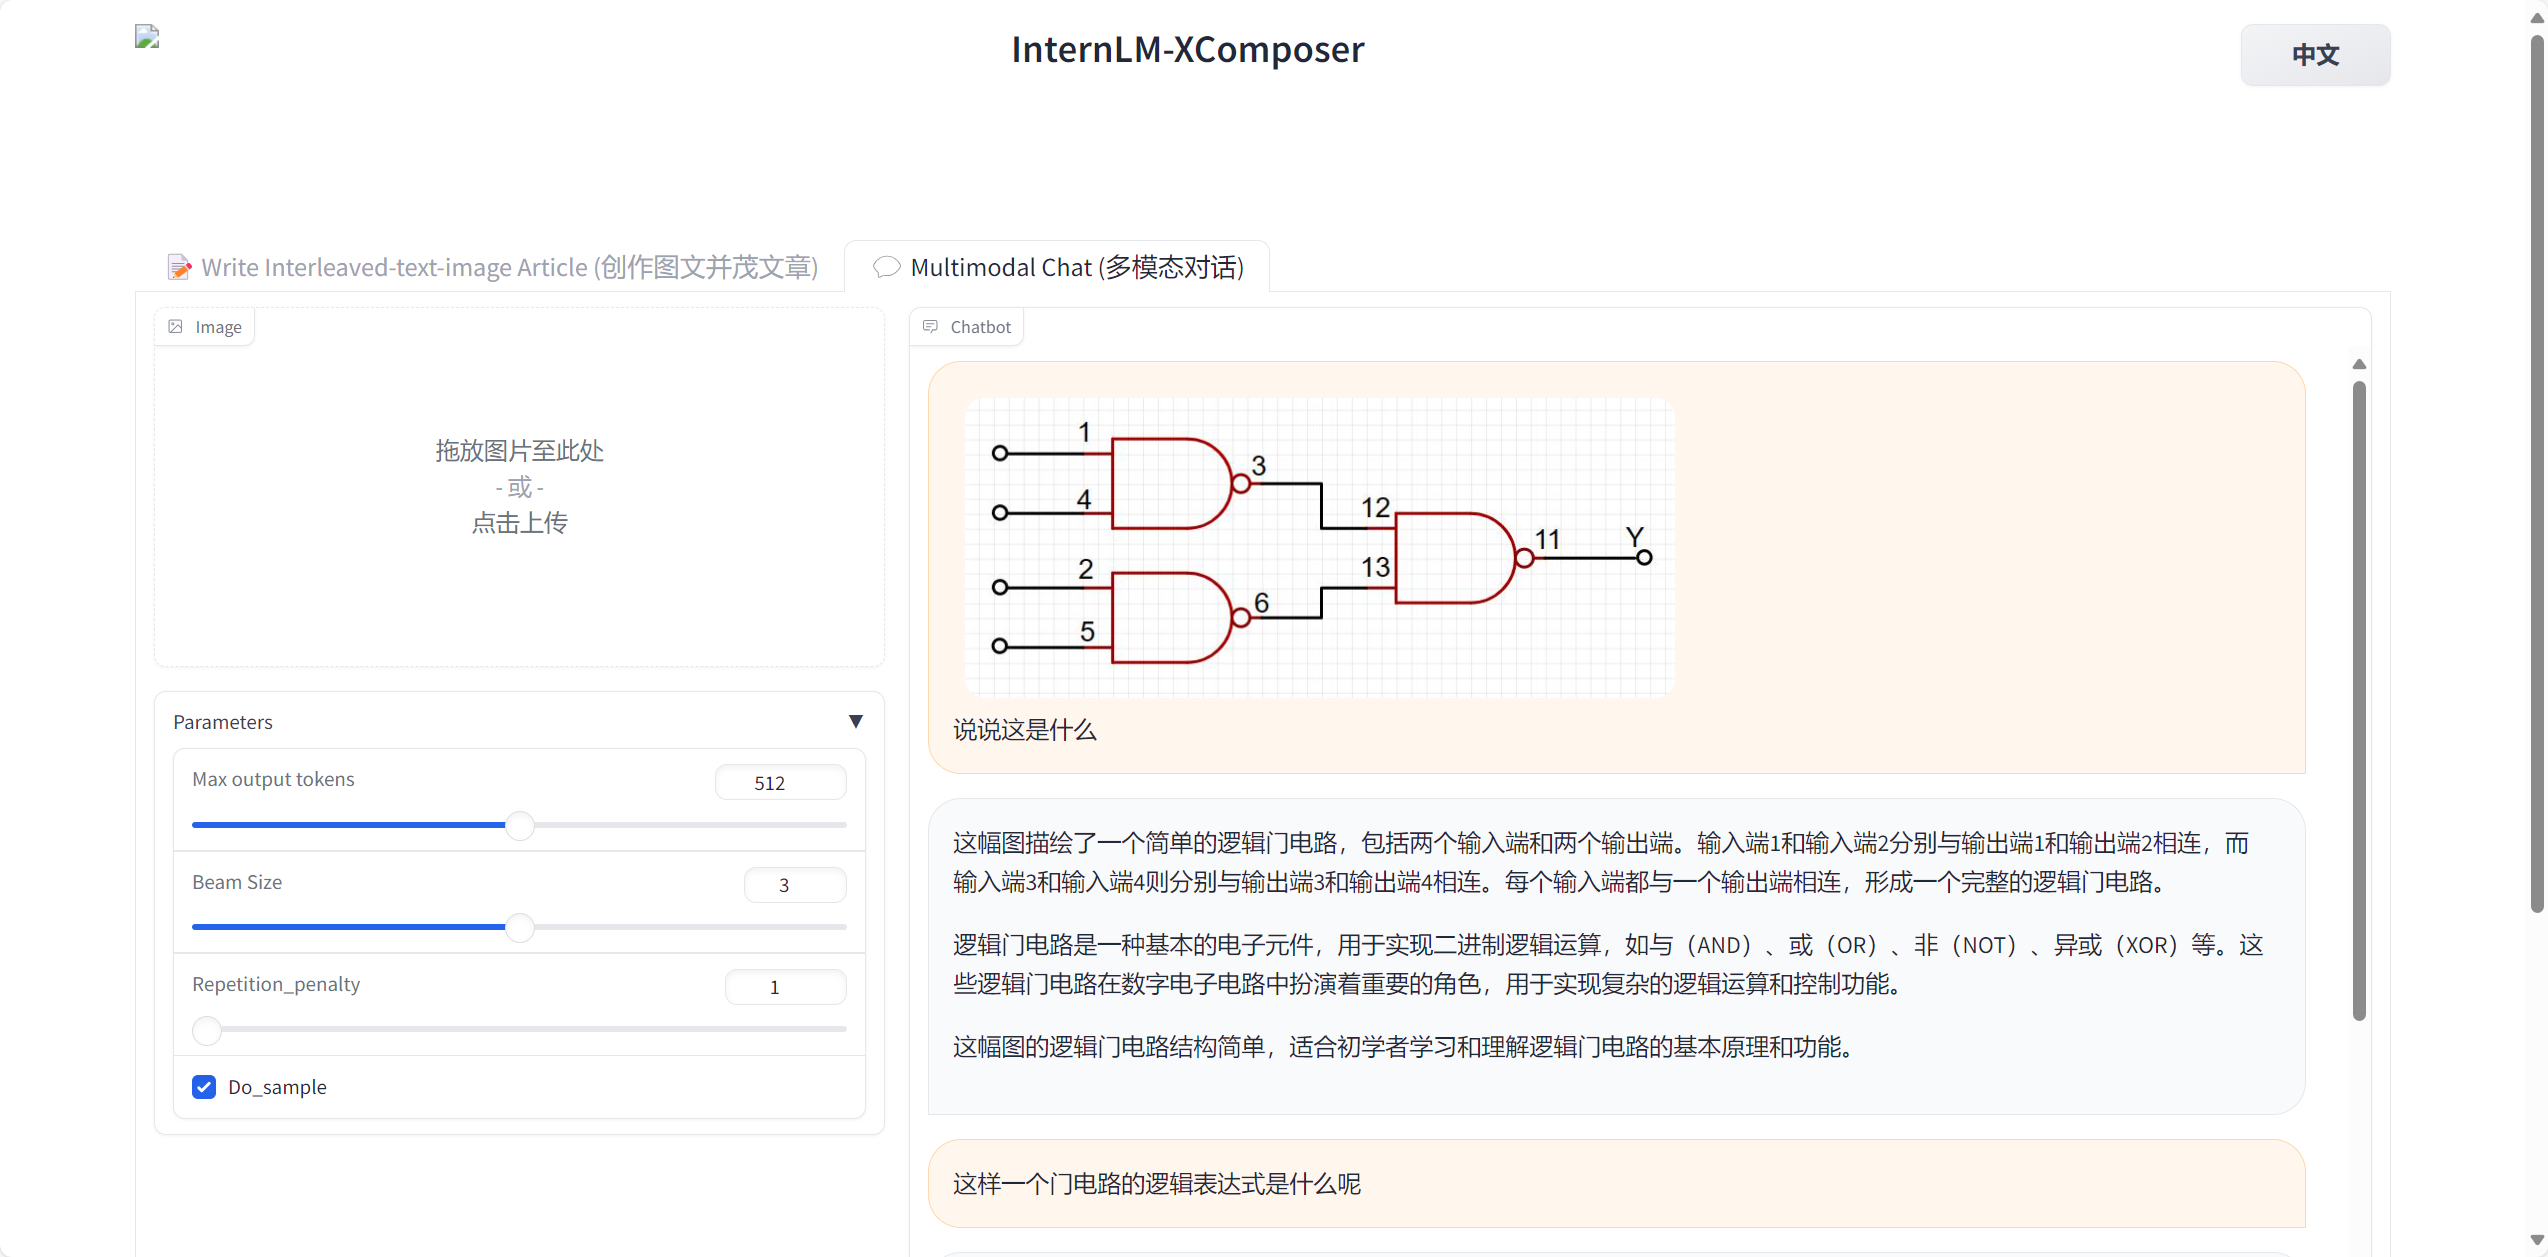 InternLM-XComposer
中文
Write Interleaved-text-image Article (创作图文并茂文章)
Multimodal Chat (多模态对话)
Image
拖放图片至此处
- 或 -
点击上传
Parameters
Max output tokens
512
Beam Size
3
Repetition_penalty
1
Do_sample
Chatbot
1
4
3
2
5
6
12
13
11
Y
说说这是什么
这幅图描绘了一个简单的逻辑门电路，包括两个输入端和两个输出端。输入端1和输入端2分别与输出端1和输出端2相连，而
输入端3和输入端4则分别与输出端3和输出端4相连。每个输入端都与一个输出端相连，形成一个完整的逻辑门电路。
逻辑门电路是一种基本的电子元件，用于实现二进制逻辑运算，如与（AND）、或（OR）、非（NOT）、异或（XOR）等。这
些逻辑门电路在数字电子电路中扮演着重要的角色，用于实现复杂的逻辑运算和控制功能。
这幅图的逻辑门电路结构简单，适合初学者学习和理解逻辑门电路的基本原理和功能。
这样一个门电路的逻辑表达式是什么呢